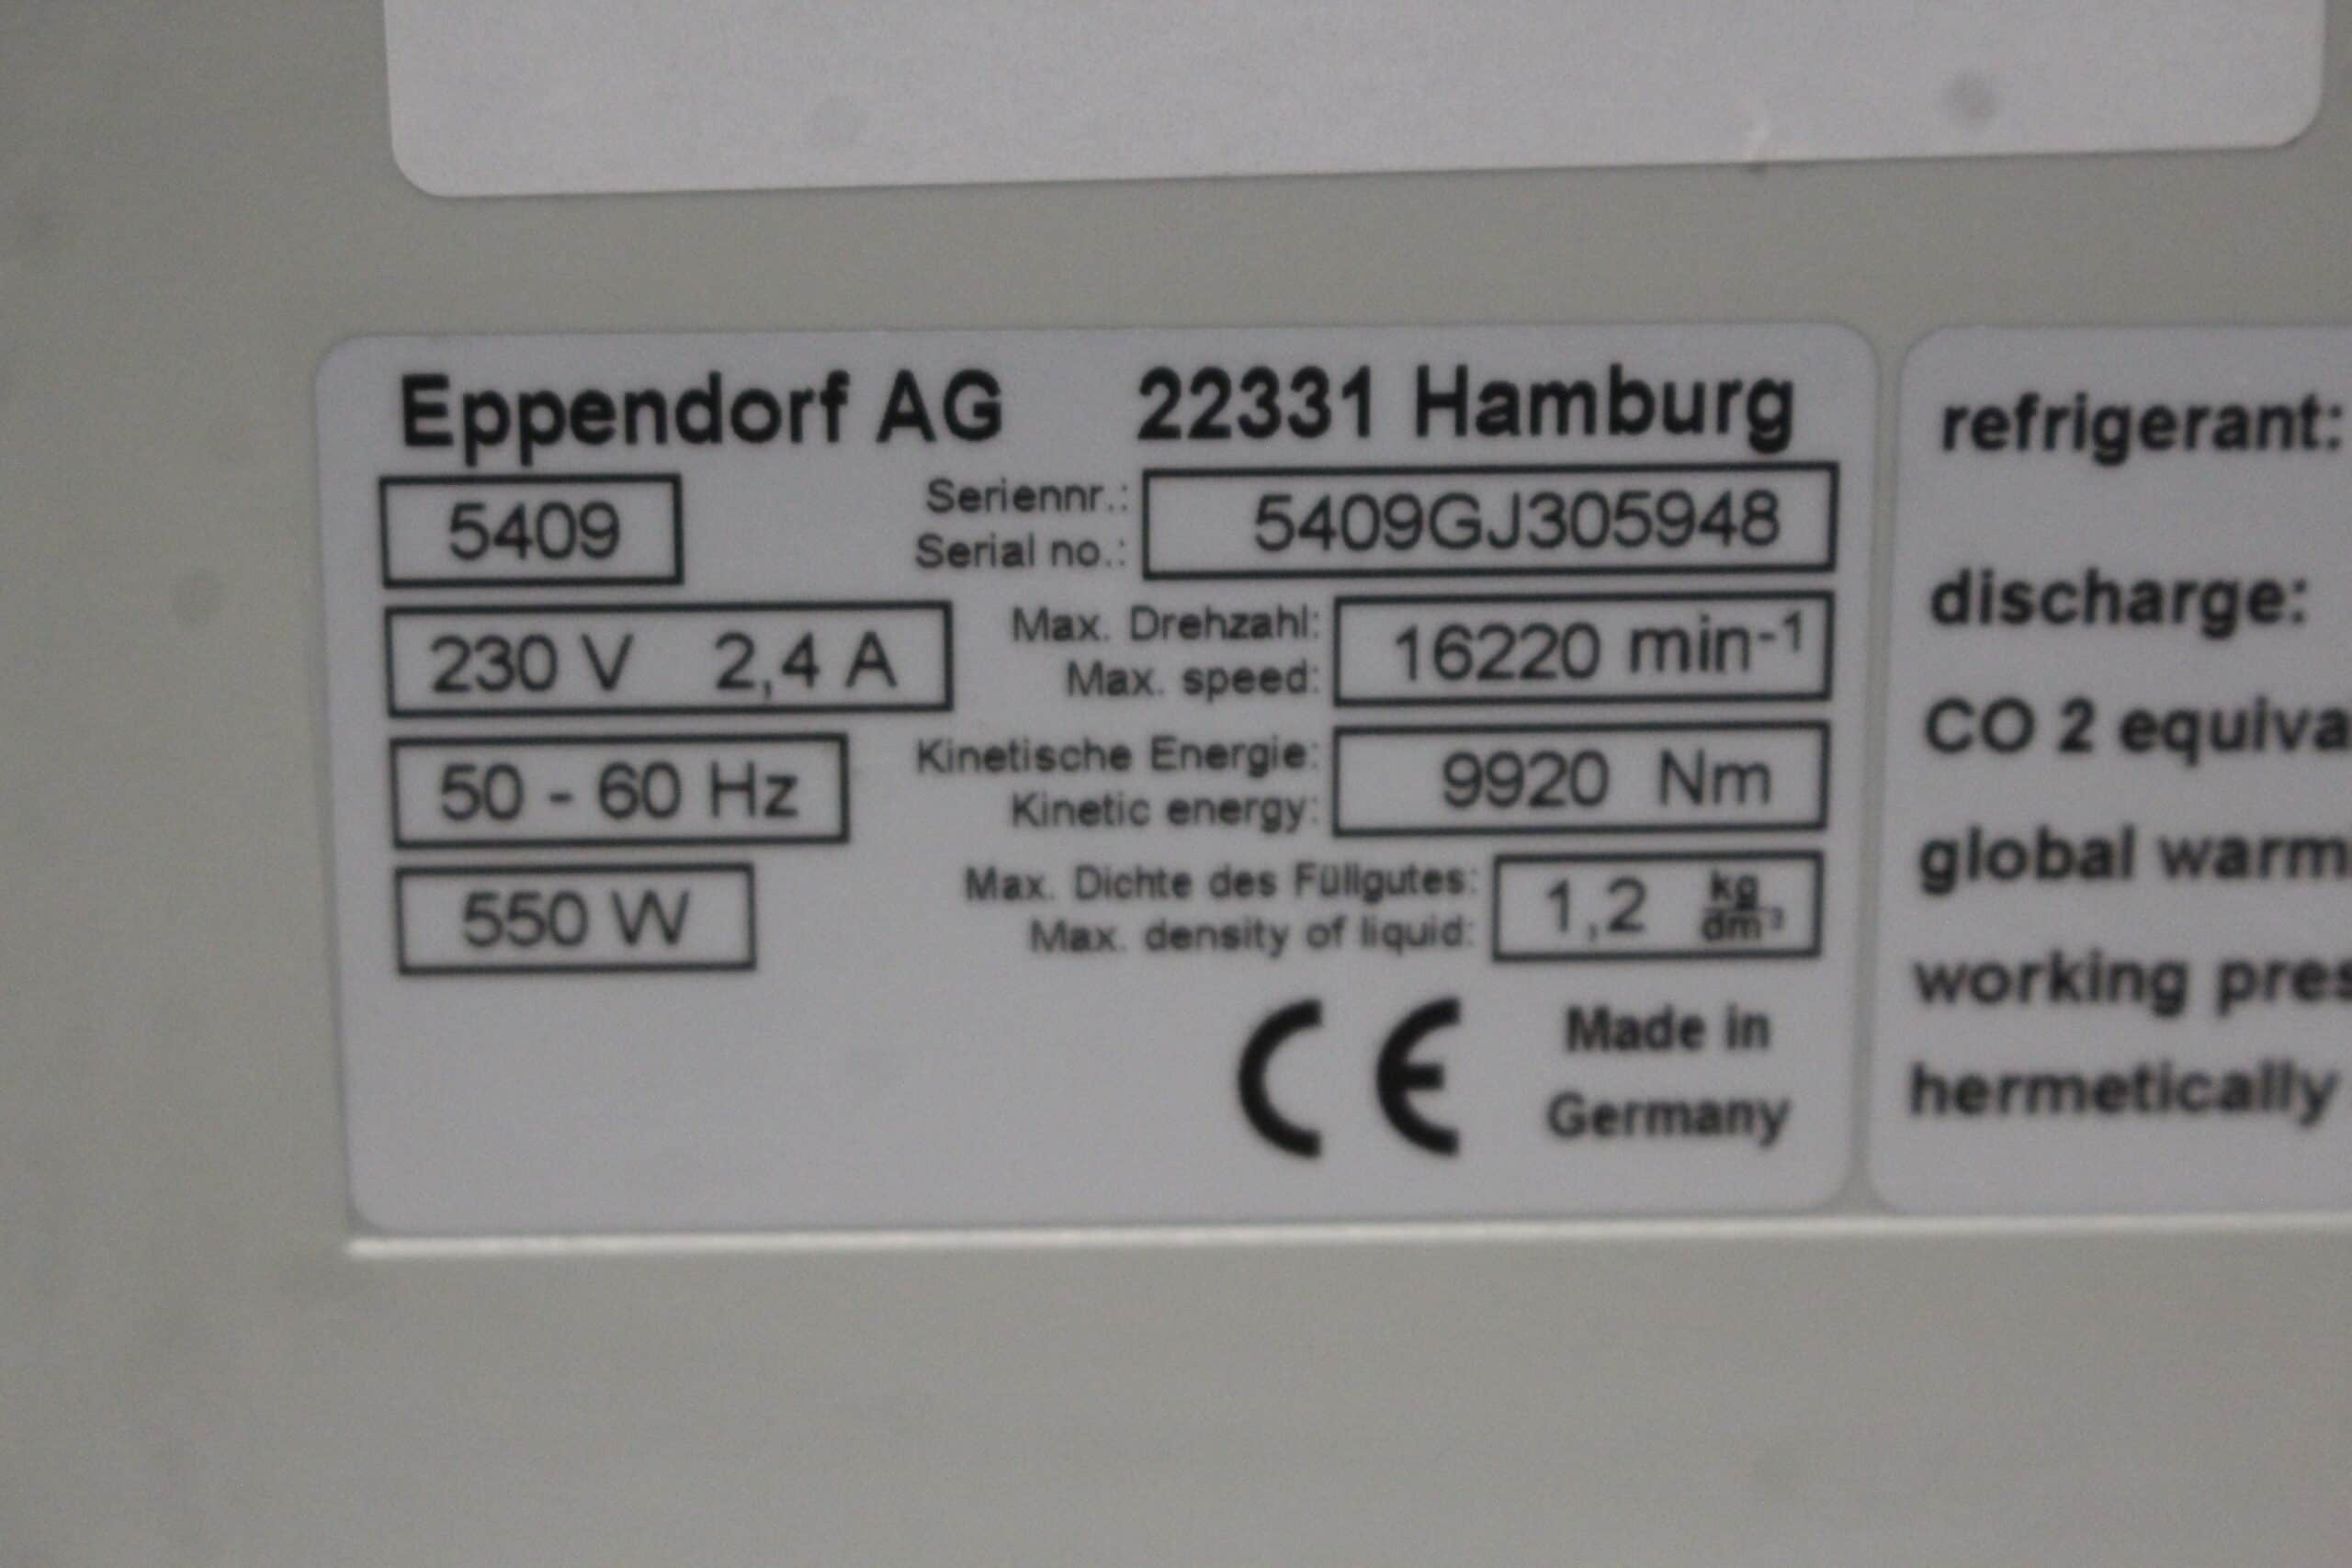 Eppendorf AG 22331 Hamburg
5409
Seriennr.:
Serial no.:
5409GJ305948
230 V 2,4 A
Max. Drehzahl:
Max. speed:
16220 min-1
50 - 60 Hz
Kinetische Energie:
Kinetic energy:
9920 Nm
550 W
Max. Dichte des Füllgutes:
Max. density of liquid:
1,2 kg/dm³
CE
Made in
Germany
refrigerant:
discharge:
CO 2 equiva
global warm
working pres
hermetically